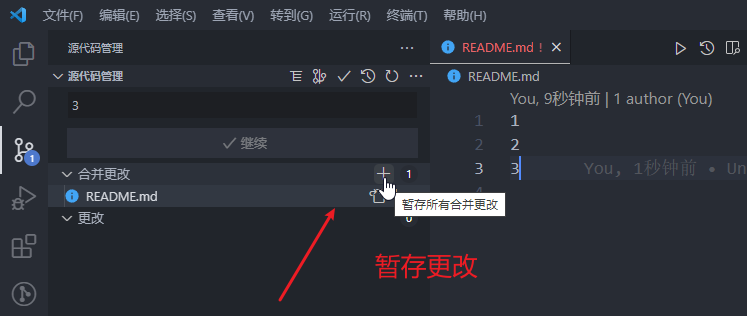 文件(F) 编辑(E) 选择(S) 查看(V) 转到(G) 运行(R) 终端(T) 帮助(H)
源代码管理
README.md !
源代码管理
README.md
3
You, 9秒钟前 | 1 author (You)
1
1
继续
2
2
合并更改
1
3
3
You, 1秒钟前 • Un
README.md
4
暂存所有合并更改
更改
0
暂存更改